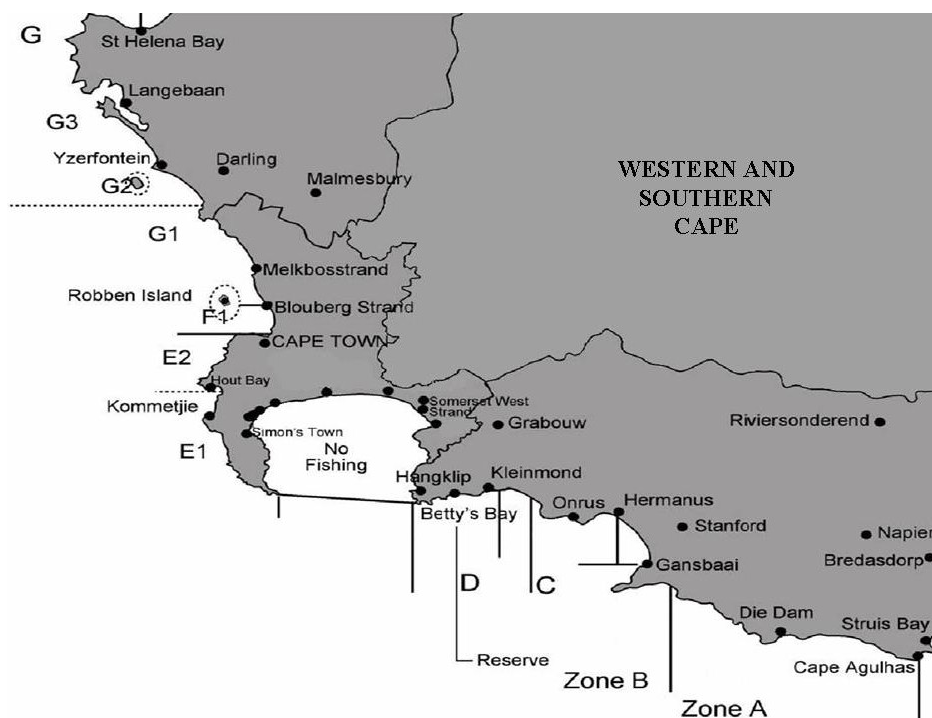 G
St Helena Bay
Langebaan
G3
Yzerfontein
Darling
G2
Malmesbury
WESTERN AND
SOUTHERN
CAPE
G1
Melkbosstrand
Robben Island
F1
Blouberg Strand
CAPE TOWN
E2
Hout Bay
Kommetjie
Somerset West
Strand
Grabouw
Riviersonderend
Simon's Town
E1
No
Fishing
Hangklip
Kleinmond
Betty's Bay
Onrus
Hermanus
Stanford
Napier
Bredasdorp
Gansbaai
D
C
Die Dam
Struis Bay
Reserve
Cape Agulhas
Zone B
Zone A